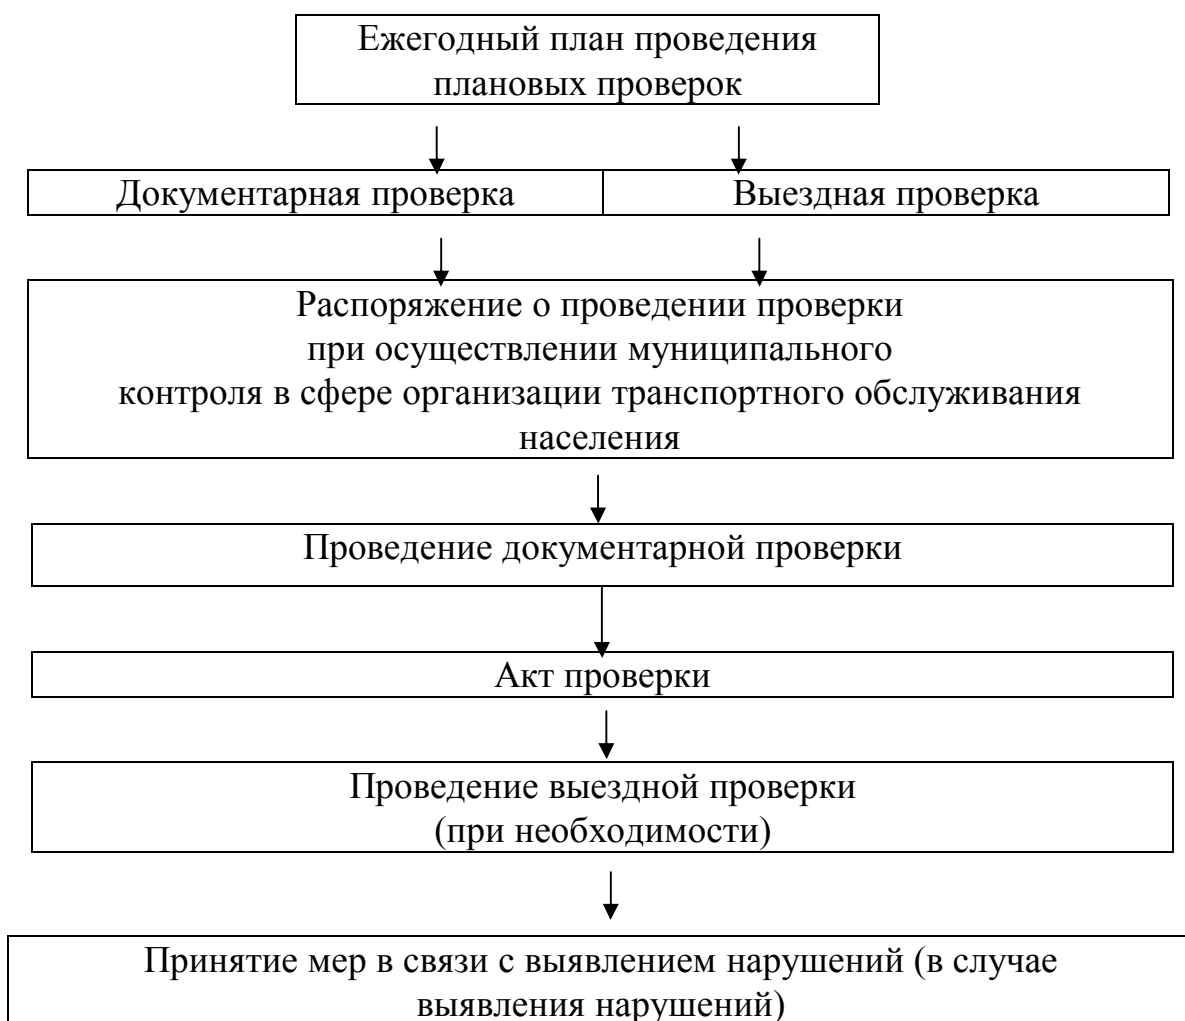 Ежегодный план проведения
плановых проверок
Документарная проверка
Выездная проверка
Распоряжение о проведении проверки
при осуществлении муниципального
контроля в сфере организации транспортного обслуживания
населения
Проведение документарной проверки
Акт проверки
Проведение выездной проверки
(при необходимости)
Принятие мер в связи с выявлением нарушений (в случае
выявления нарушений)